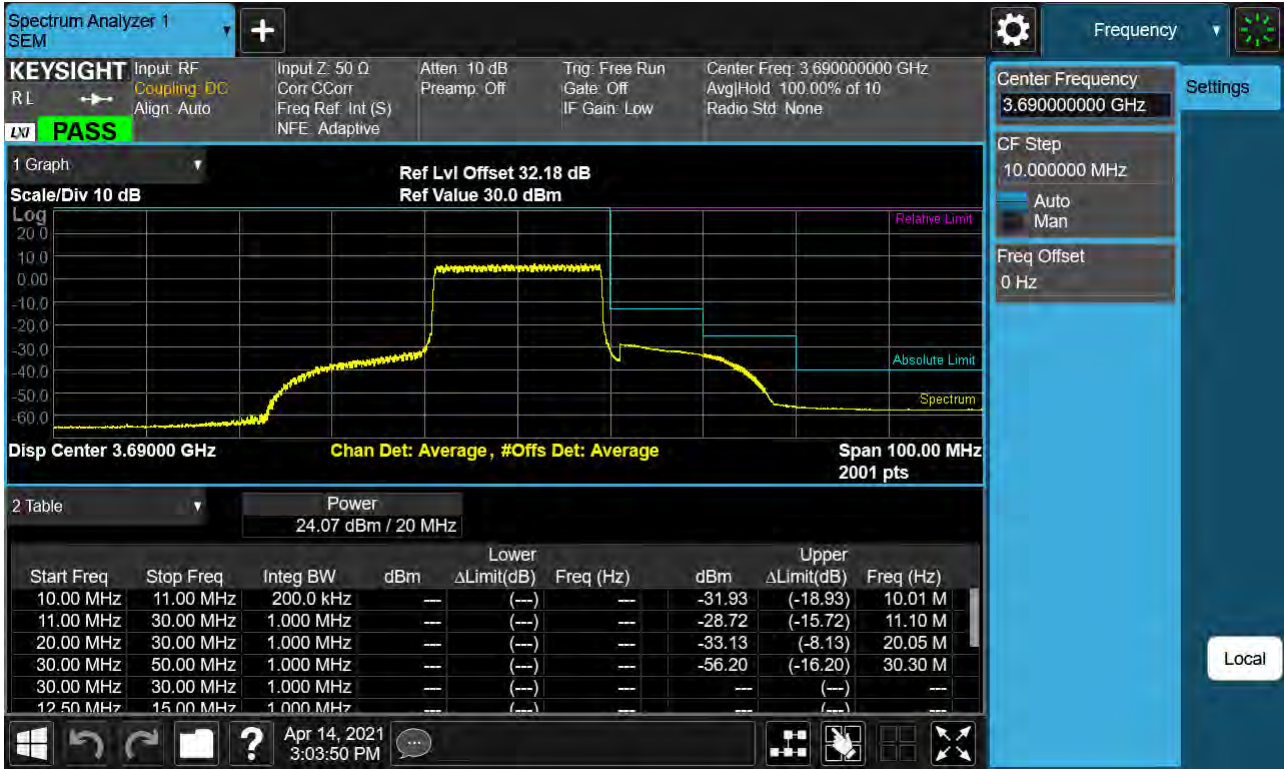 Spectrum Analyzer 1
SEM
Frequency
KEYSIGHT
R L
LXI
PASS
Input: RF
Coupling: DC
Align: Auto
Input Z: 50 Ω
Corr CCorr
Freq Ref: Int (S)
NFE: Adaptive
Atten: 10 dB
Preamp: Off
Trig: Free Run
Gate: Off
IF Gain: Low
Center Freq: 3.690000000 GHz
Avg|Hold: 100.00% of 10
Radio Std: None
Center Frequency
3.690000000 GHz
Settings
CF Step
10.000000 MHz
Auto
Man
Freq Offset
0 Hz
1 Graph
Ref Lvl Offset 32.18 dB
Scale/Div 10 dB
Ref Value 30.0 dBm
Log
20.0
10.0
0.00
-10.0
-20.0
-30.0
-40.0
-50.0
-60.0
Relative Limit
Absolute Limit
Spectrum
Disp Center 3.69000 GHz
Chan Det: Average, #Offs Det: Average
Span 100.00 MHz
2001 pts
2 Table
Power
24.07 dBm / 20 MHz
Lower Upper
Start Freq Stop Freq Integ BW dBm ΔLimit(dB) Freq (Hz) dBm ΔLimit(dB) Freq (Hz)
10.00 MHz 11.00 MHz 200.0 kHz --- (---) --- -31.93 (-18.93) 10.01 M
11.00 MHz 30.00 MHz 1.000 MHz --- (---) --- -28.72 (-15.72) 11.10 M
20.00 MHz 30.00 MHz 1.000 MHz --- (---) --- -33.13 (-8.13) 20.05 M
30.00 MHz 50.00 MHz 1.000 MHz --- (---) --- -56.20 (-16.20) 30.30 M
30.00 MHz 30.00 MHz 1.000 MHz --- (---) --- --- (---) ---
12.50 MHz 15.00 MHz 1.000 MHz --- (---) --- --- (---) ---
Local
?
Apr 14, 2021
3:03:50 PM